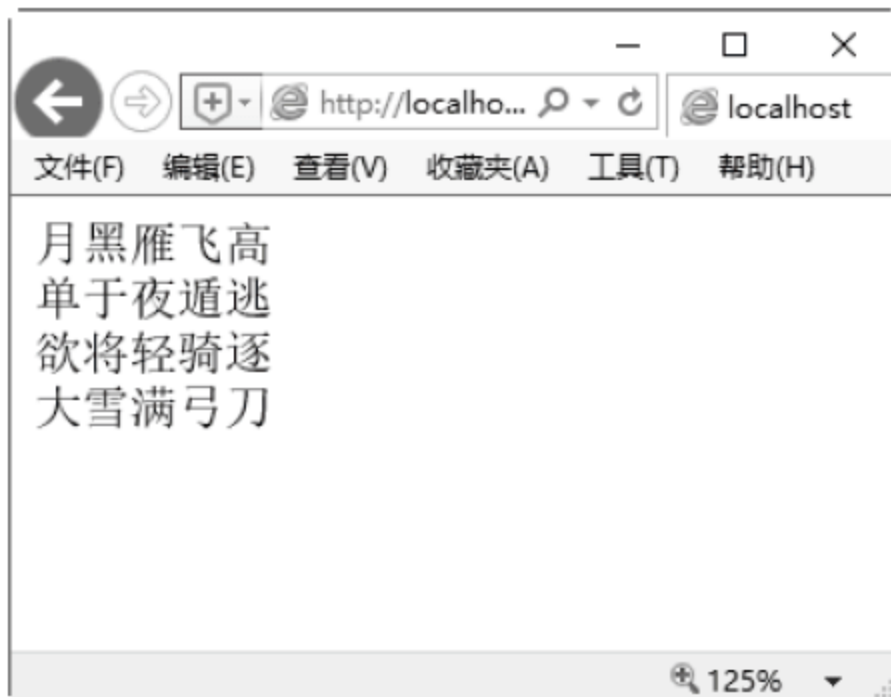 http://localho...
localhost
文件(F) 编辑(E) 查看(V) 收藏夹(A) 工具(T) 帮助(H)
月黑雁飞高
单于夜遁逃
欲将轻骑逐
大雪满弓刀
125%